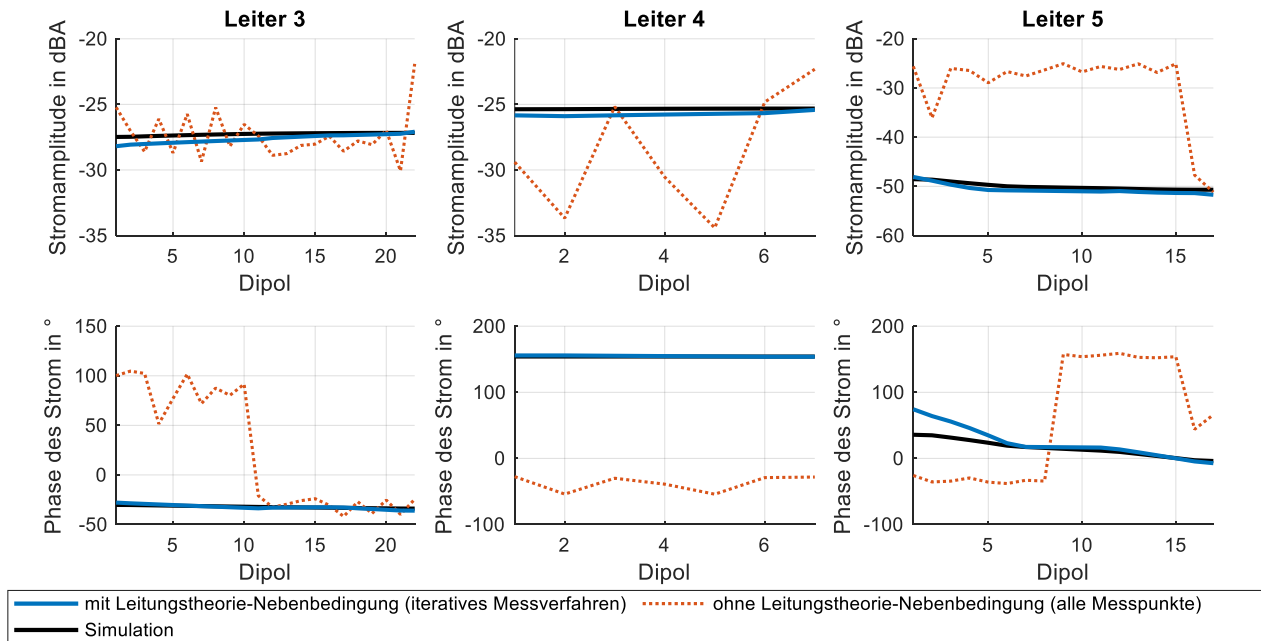 Leiter 3
Leiter 4
Leiter 5
Stromamplitude in dBA
-20
-25
-30
-35
5
10
15
20
Dipol
Stromamplitude in dBA
-20
-25
-30
-35
2
4
6
Dipol
Stromamplitude in dBA
-20
-30
-40
-50
-60
5
10
15
Dipol
Phase des Strom in °
150
100
50
0
-50
5
10
15
20
Dipol
Phase des Strom in °
200
100
0
-100
2
4
6
Dipol
Phase des Strom in °
200
100
0
-100
5
10
15
Dipol
mit Leitungstheorie-Nebenbedingung (iteratives Messverfahren)
ohne Leitungstheorie-Nebenbedingung (alle Messpunkte)
Simulation